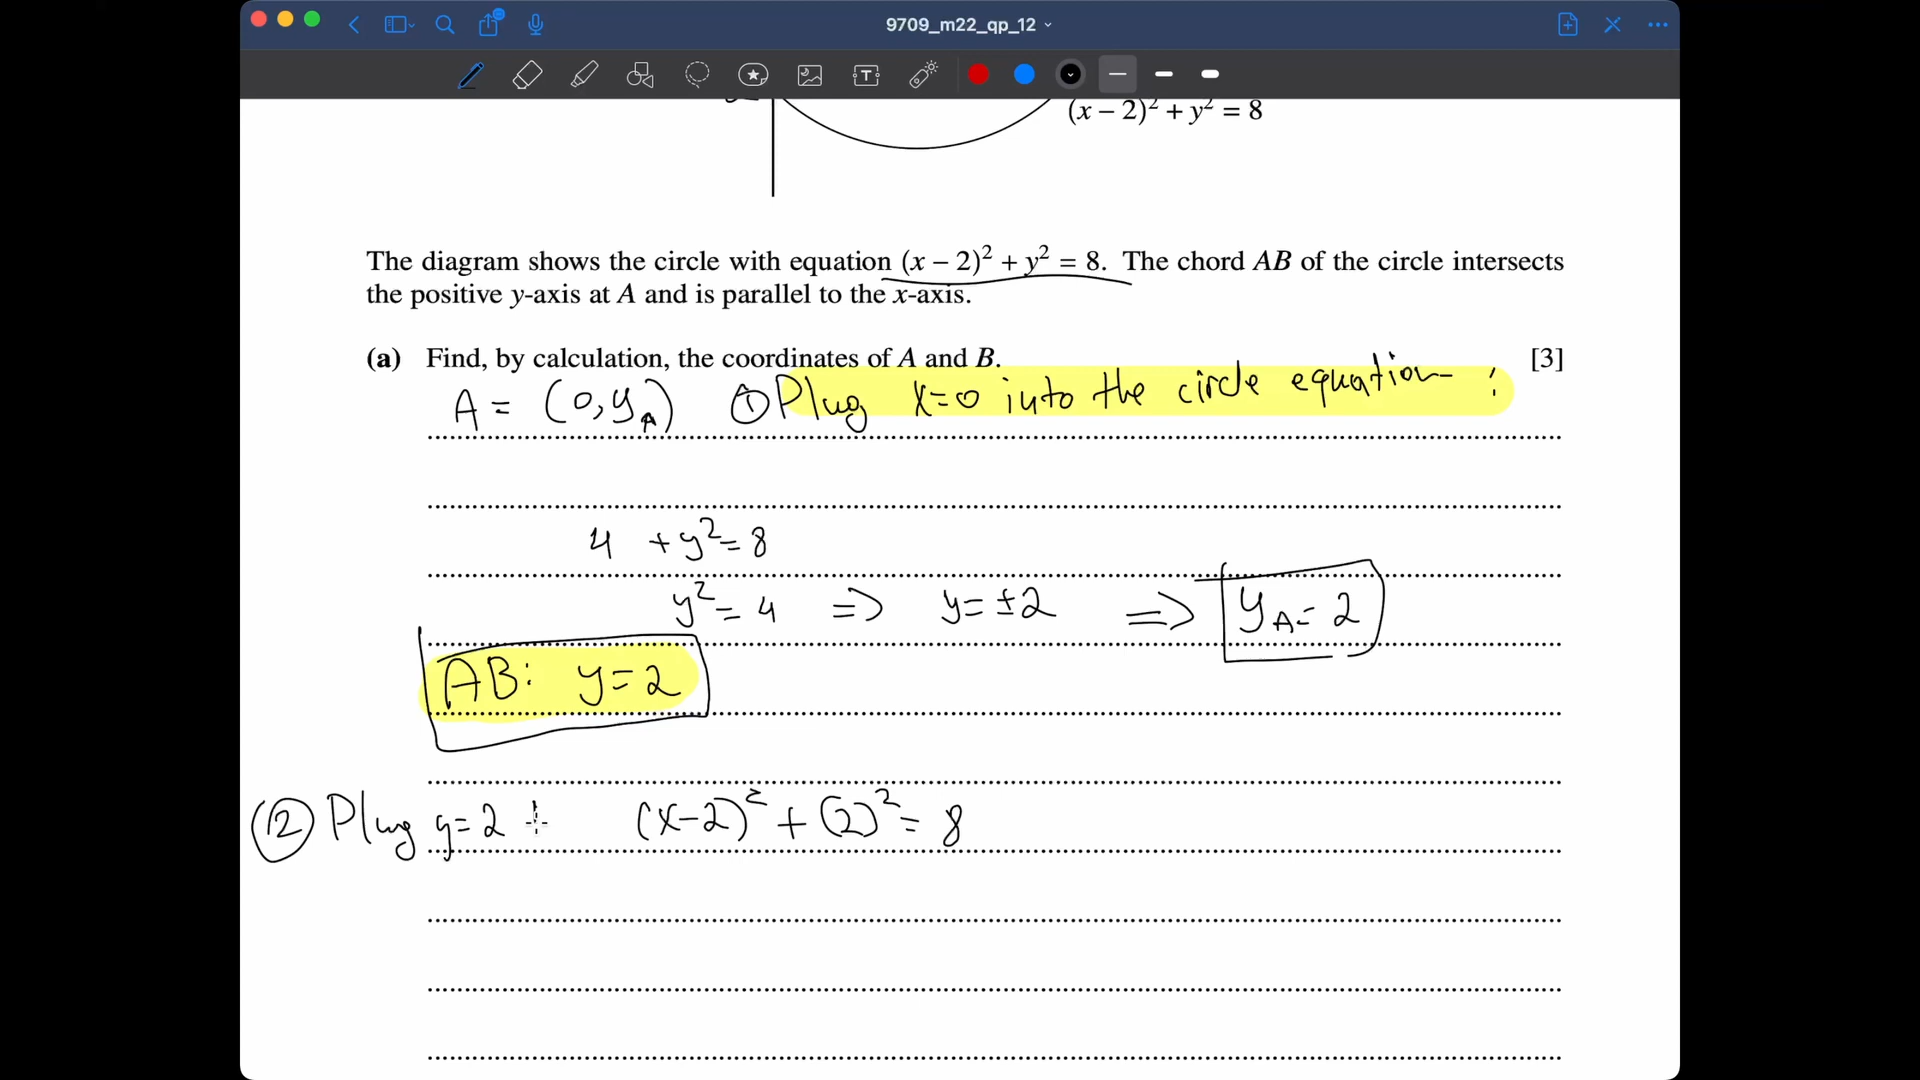 9709_m22_qp_12
(x − 2)² + y² = 8
The diagram shows the circle with equation (x − 2)² + y² = 8. The chord AB of the circle intersects
the positive y-axis at A and is parallel to the x-axis.
(a) Find, by calculation, the coordinates of A and B. [3]
A = (0, y_A) ① Plug x=0 into the circle equation :
4 + y² = 8
y² = 4 => y = ±2 => y_A = 2
AB: y = 2
② Plug y=2 (x-2)² + (2)² = 8